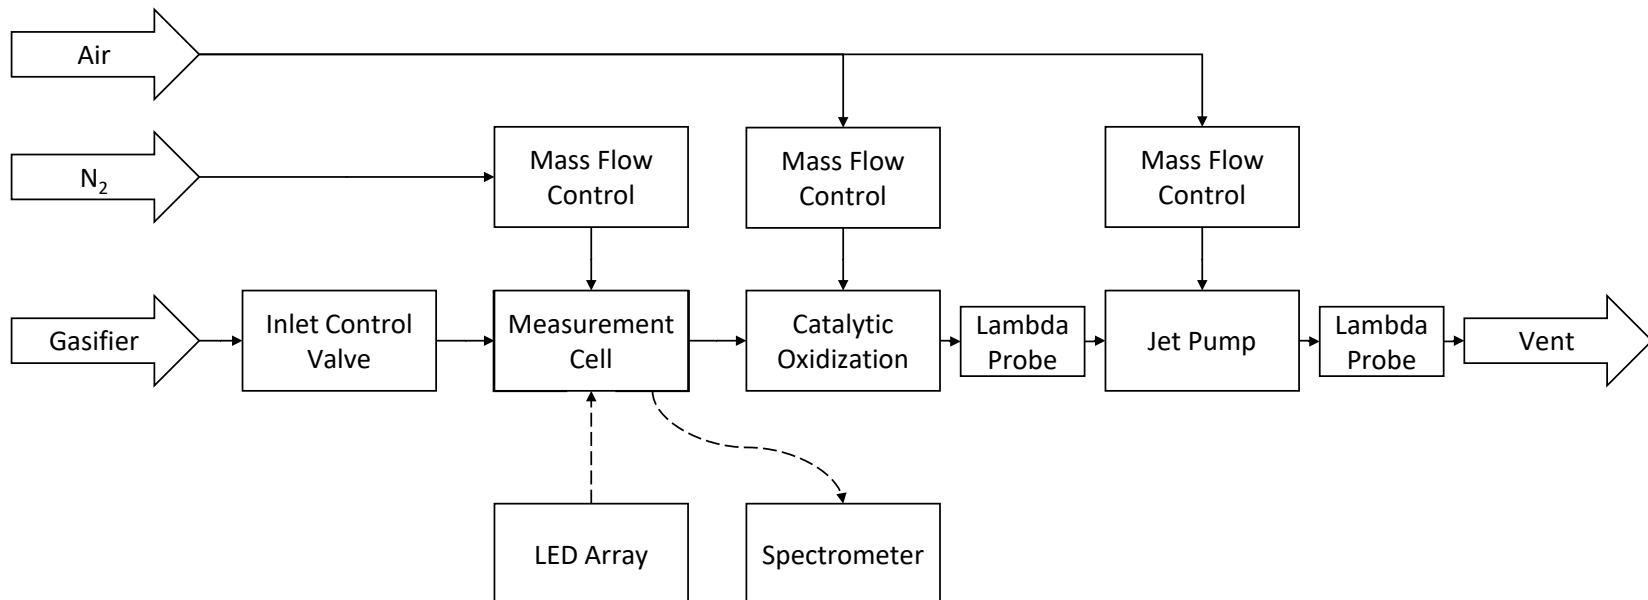 Air
N₂
Mass Flow
Control
Mass Flow
Control
Mass Flow
Control
Gasifier
Inlet Control
Valve
Measurement
Cell
Catalytic
Oxidization
Lambda
Probe
Jet Pump
Lambda
Probe
Vent
LED Array
Spectrometer